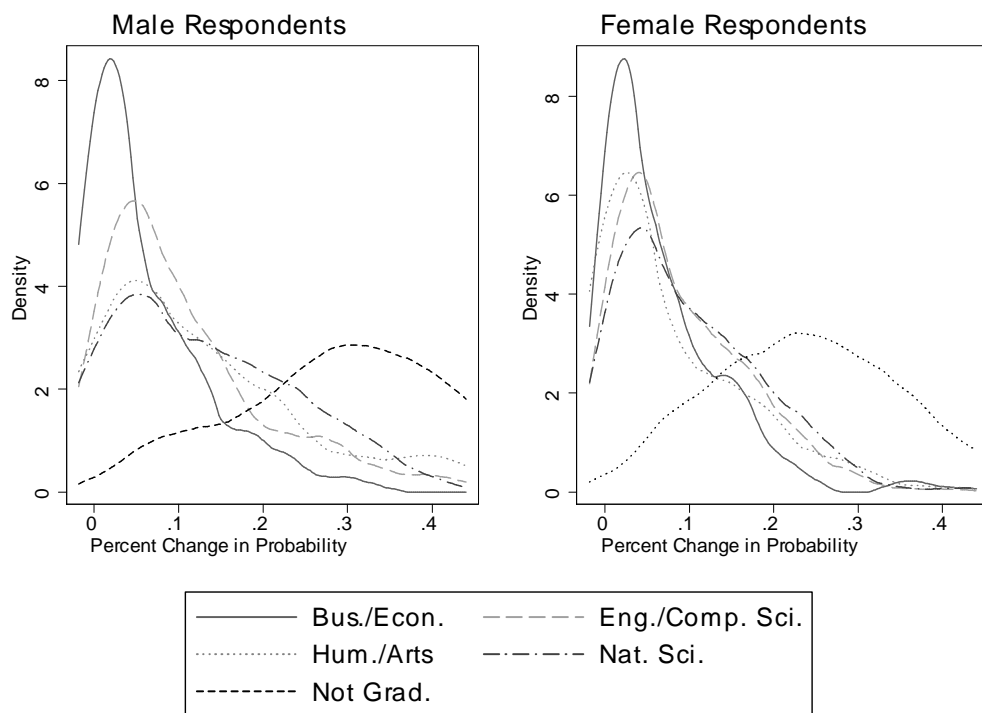 Male Respondents
Female Respondents
Density
8
6
4
2
0
0 .1 .2 .3 .4
Percent Change in Probability
Density
8
6
4
2
0
0 .1 .2 .3 .4
Percent Change in Probability
Bus./Econ.
Eng./Comp. Sci.
Hum./Arts
Nat. Sci.
Not Grad.